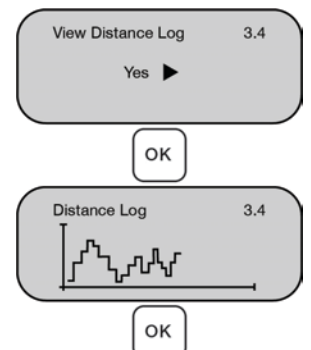 View Distance Log 3.4
Yes ▶
OK
Distance Log 3.4
OK